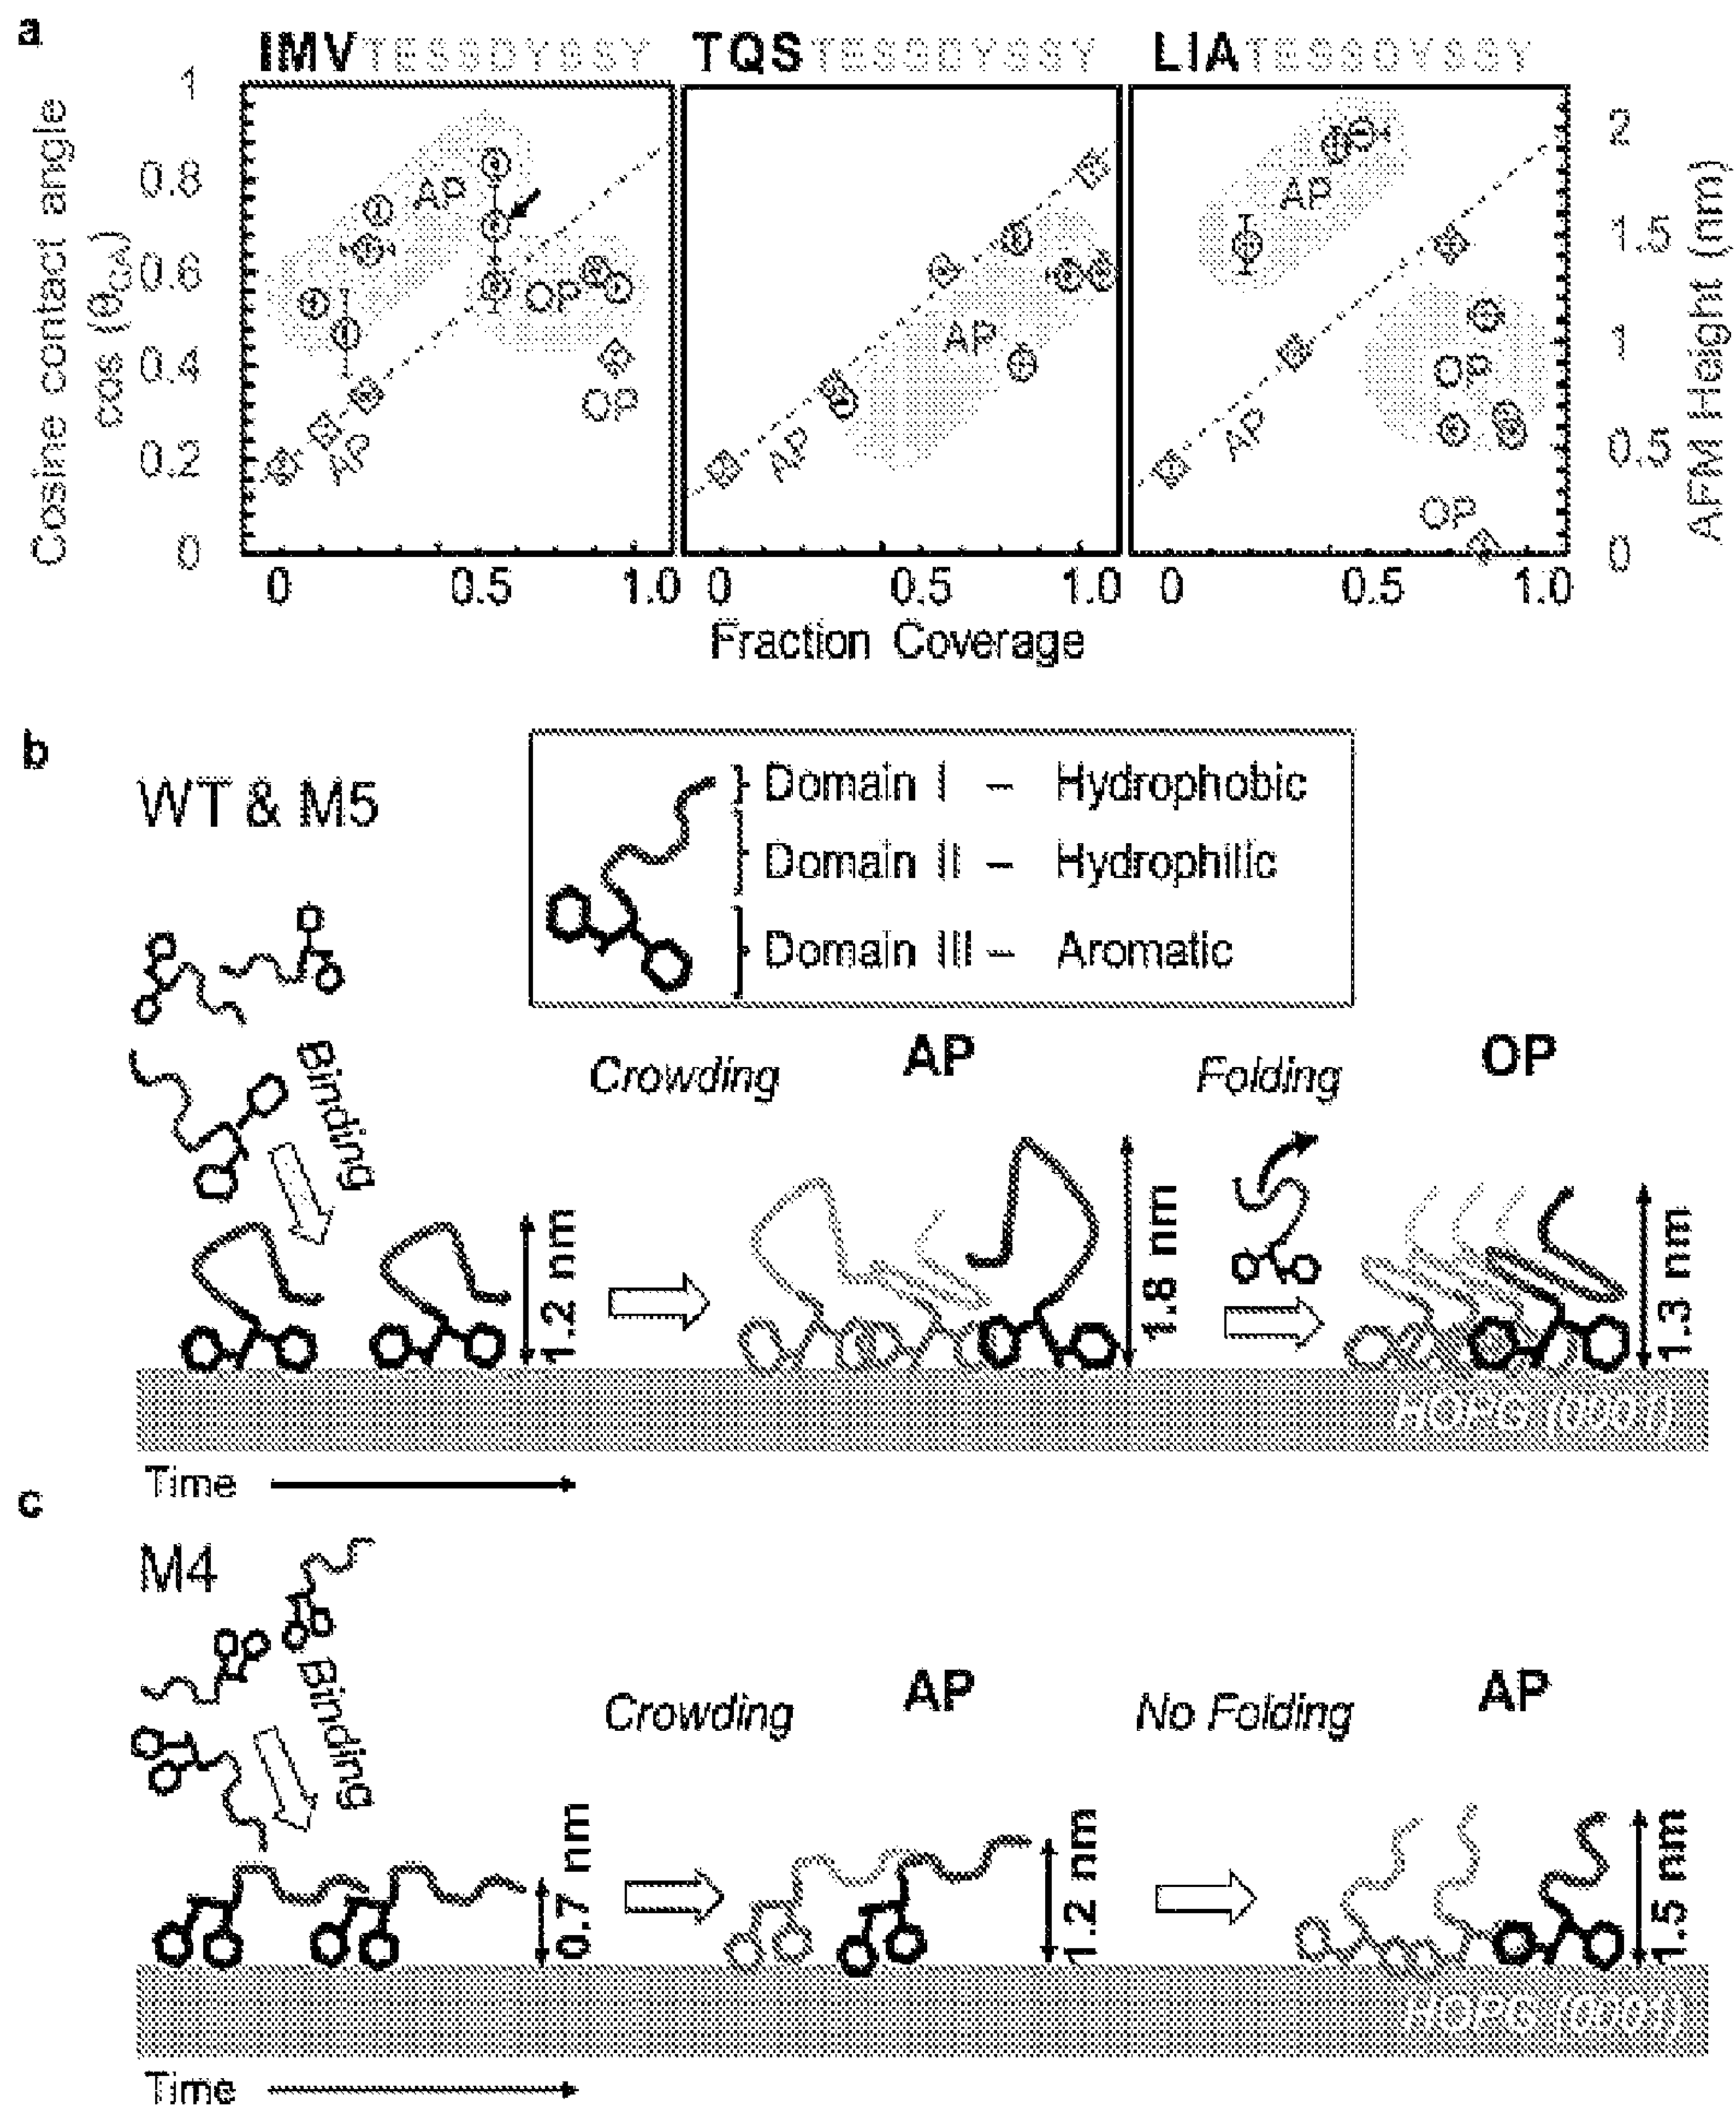 a
IMVTESSDYSSY TQSTESSDYSSY LIATESSDYSSY
Cosine contact angle
cos (θCA)
1
0.8
0.6
0.4
0.2
0
AP
OP
AP
OP
AP
AP
AP
OP
AP
OP
2
1.5
1
0.5
0
AFM Height (nm)
0 0.5 1.0 0 0.5 1.0 0 0.5 1.0
Fraction Coverage
b
WT & M5
Domain I – Hydrophobic
Domain II – Hydrophilic
Domain III – Aromatic
Binding
Crowding
AP
Folding
OP
1.2 nm
1.8 nm
1.3 nm
HOPG (0001)
Time
c
M4
Binding
Crowding
AP
No Folding
AP
0.7 nm
1.2 nm
1.5 nm
HOPG (0001)
Time